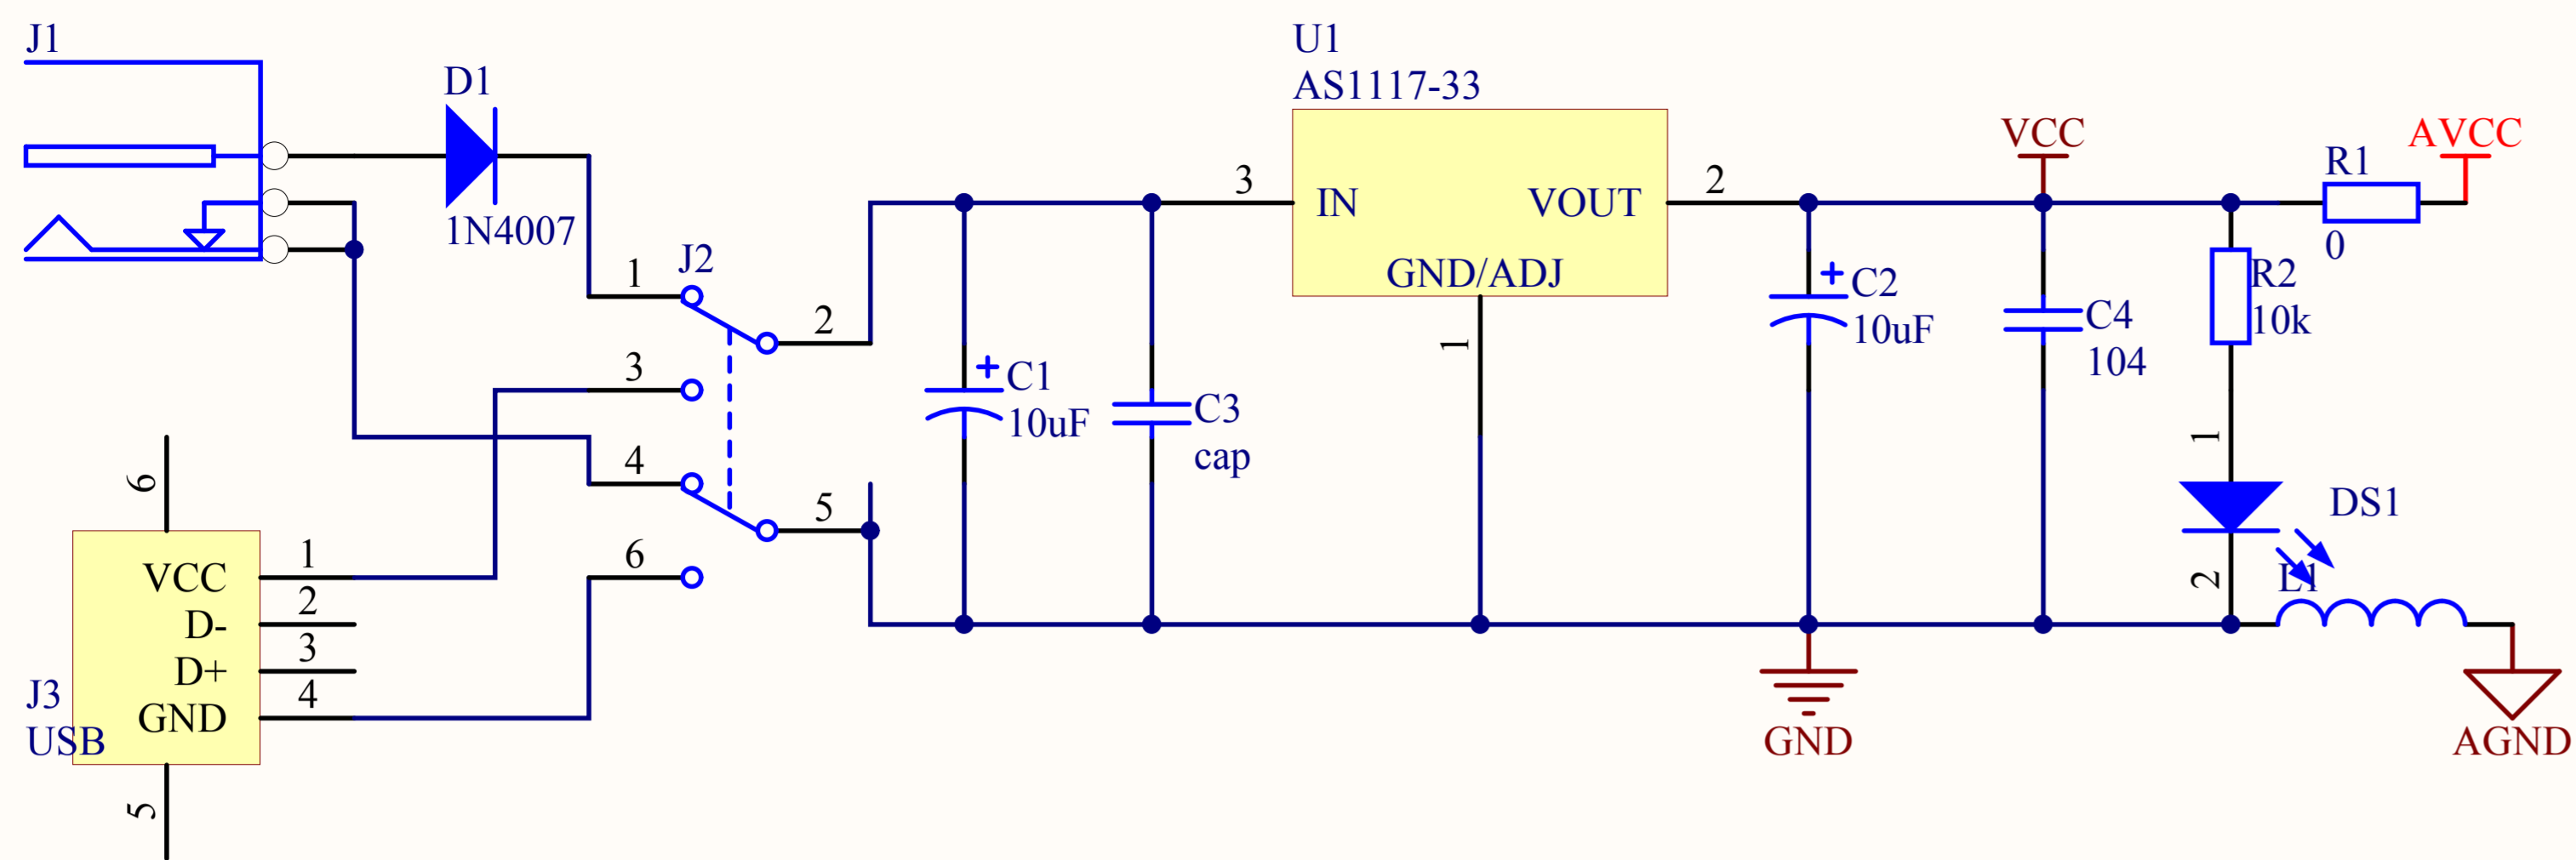 J1
D1
1N4007
J2
1
2
3
4
5
6
6
VCC 1
D- 2
D+ 3
GND 4
J3
USB
5
C1
10uF
C3
cap
U1
AS1117-33
3
IN
VOUT
2
GND/ADJ
1
C2
10uF
VCC
C4
104
R1
0
AVCC
R2
10k
1
DS1
2
L1
GND
AGND